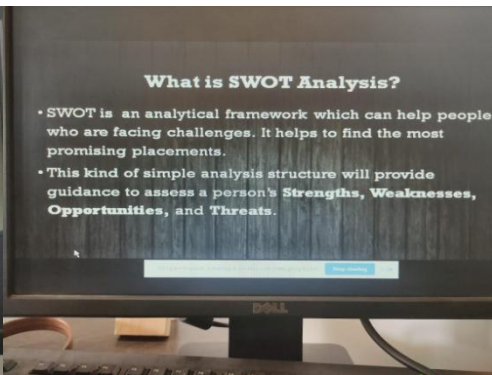 What is SWOT Analysis?
• SWOT is an analytical framework which can help people
who are facing challenges. It helps to find the most
promising placements.
• This kind of simple analysis structure will provide
guidance to assess a person's Strengths, Weaknesses,
Opportunities, and Threats.
Stop sharing
DELL